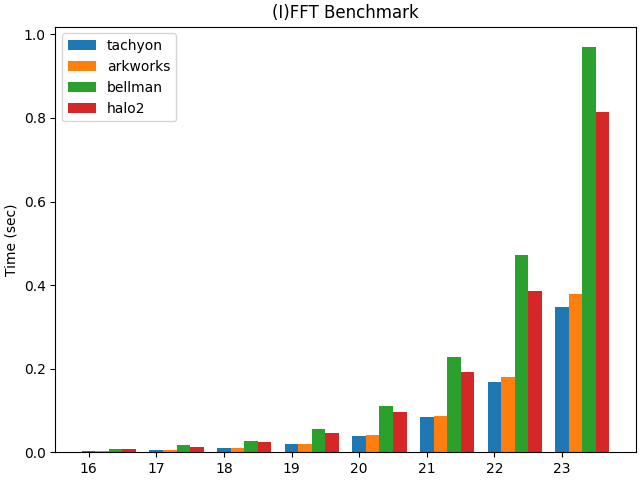 (I)FFT Benchmark
tachyon
arkworks
bellman
halo2
Time (sec)
1.0
0.8
0.6
0.4
0.2
0.0
16 17 18 19 20 21 22 23